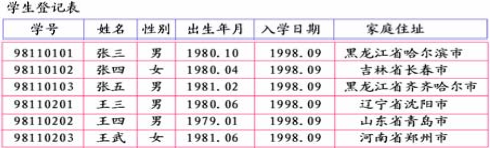 学生登记表
学号 姓名 性别 出生年月 入学日期 家庭住址
98110101 张三 男 1980.10 1998.09 黑龙江省哈尔滨市
98110102 张四 女 1980.04 1998.09 吉林省长春市
98110103 张五 男 1981.02 1998.09 黑龙江省齐齐哈尔市
98110201 王三 男 1980.06 1998.09 辽宁省沈阳市
98110202 王四 男 1979.01 1998.09 山东省青岛市
98110203 王武 女 1981.06 1998.09 河南省郑州市